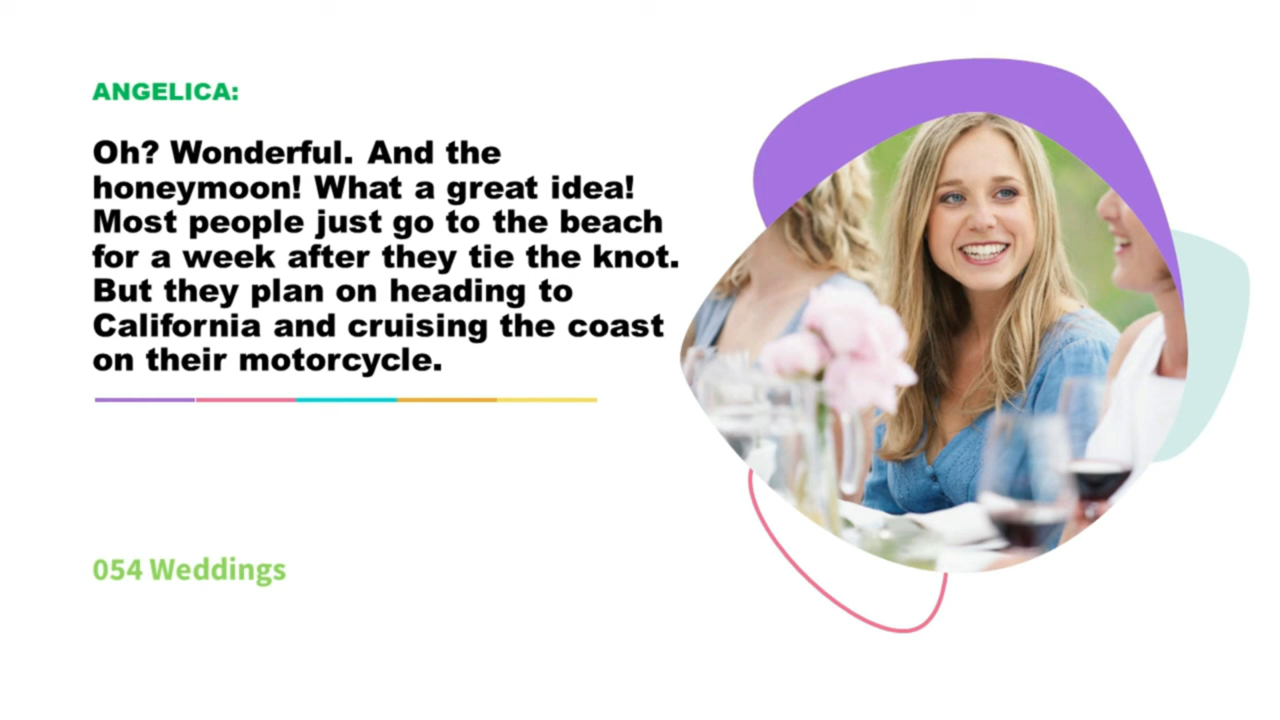 ANGELICA:
Oh? Wonderful. And the
honeymoon! What a great idea!
Most people just go to the beach
for a week after they tie the knot.
But they plan on heading to
California and cruising the coast
on their motorcycle.
054 Weddings